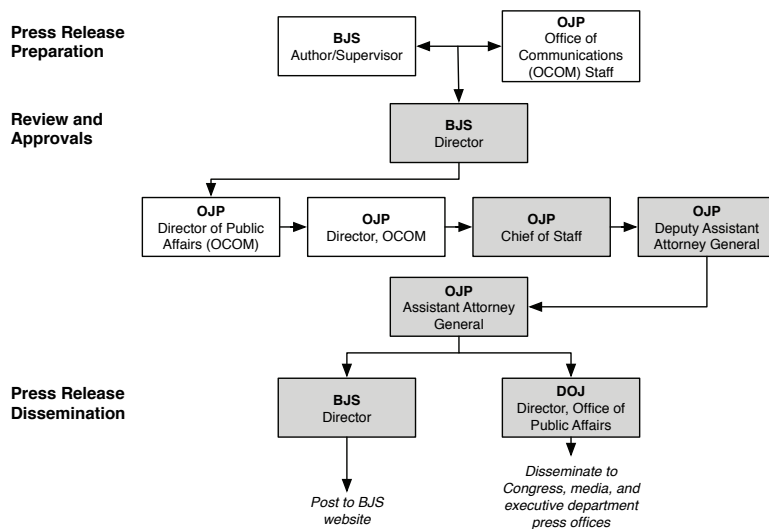 Press Release
Preparation
BJS
Author/Supervisor
OJP
Office of
Communications
(OCOM) Staff
Review and
Approvals
BJS
Director
OJP
Director of Public
Affairs (OCOM)
OJP
Director, OCOM
OJP
Chief of Staff
OJP
Deputy Assistant
Attorney General
OJP
Assistant Attorney
General
Press Release
Dissemination
BJS
Director
DOJ
Director, Office of
Public Affairs
Post to BJS
website
Disseminate to
Congress, media, and
executive department
press offices